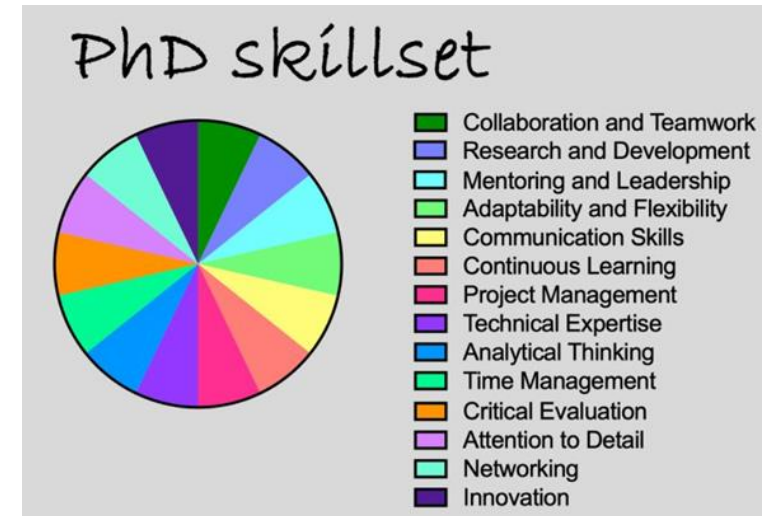 PhD skillset
Collaboration and Teamwork
Research and Development
Mentoring and Leadership
Adaptability and Flexibility
Communication Skills
Continuous Learning
Project Management
Technical Expertise
Analytical Thinking
Time Management
Critical Evaluation
Attention to Detail
Networking
Innovation